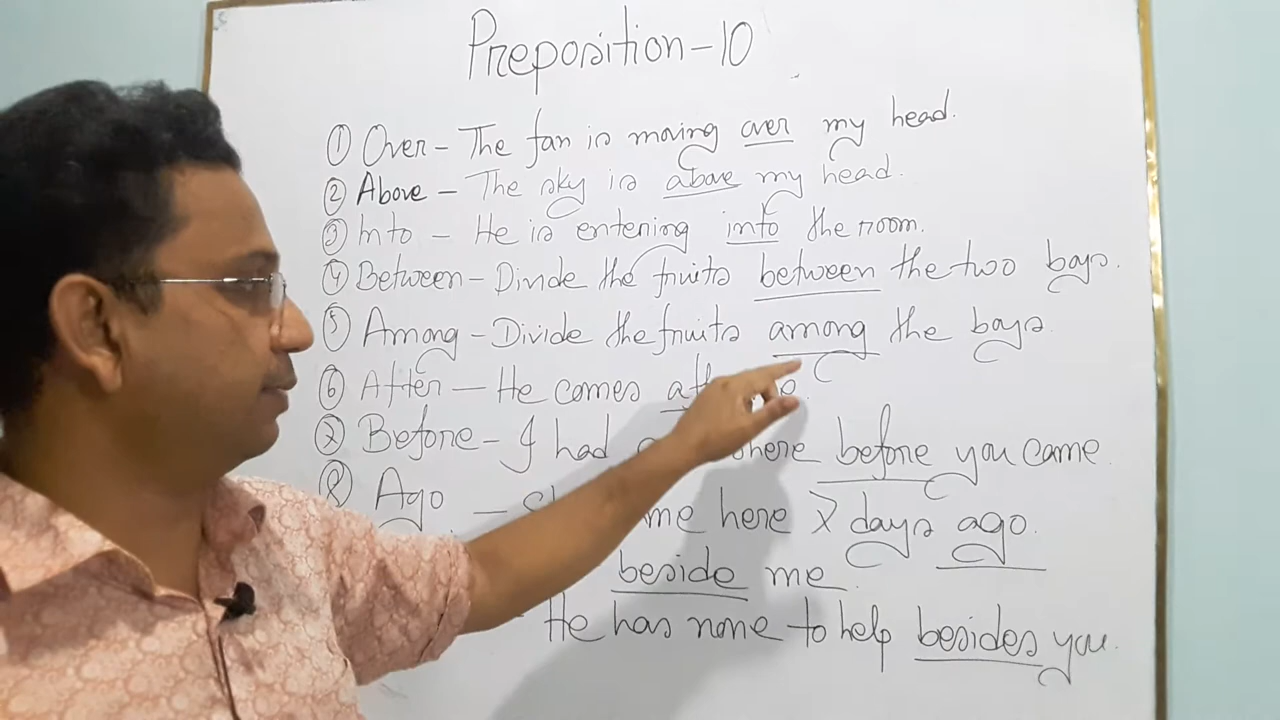 Preposition-10
① Over - The fan is moving over my head.
② Above - The sky is above my head.
③ Into - He is entering into the room.
④ Between - Divide the fruits between the two boys.
⑤ Among - Divide the fruits among the boys.
⑥ After - He comes
⑦ Before - I had here before you came.
⑧ Ago - here 7 days ago.
beside me.
He has none to help besides you.